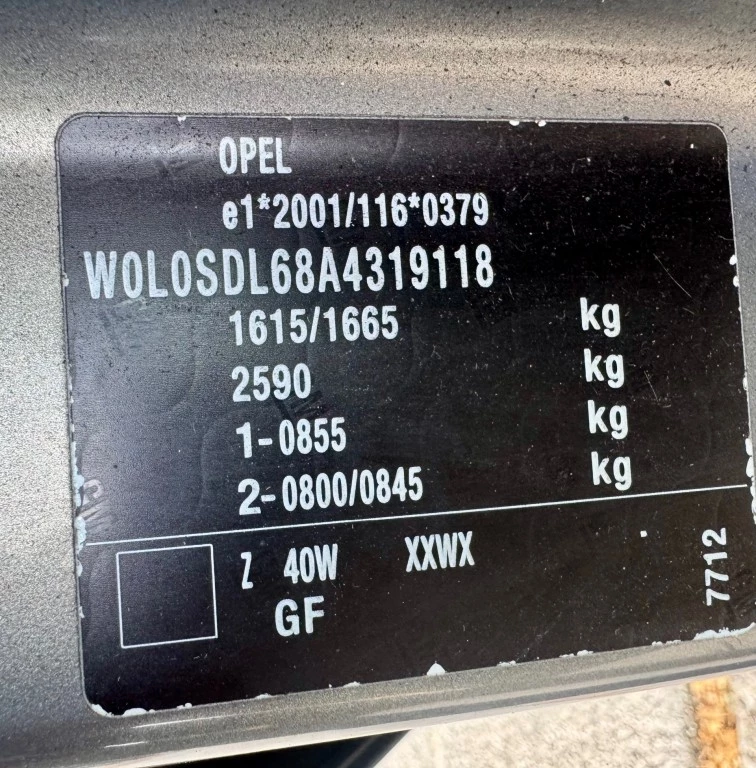 OPEL
e1*2001/116*0379
W0L0SDL68A4319118
1615/1665 kg
2590 kg
1-0855 kg
2-0800/0845 kg
Z 40W XXWX
GF
7712